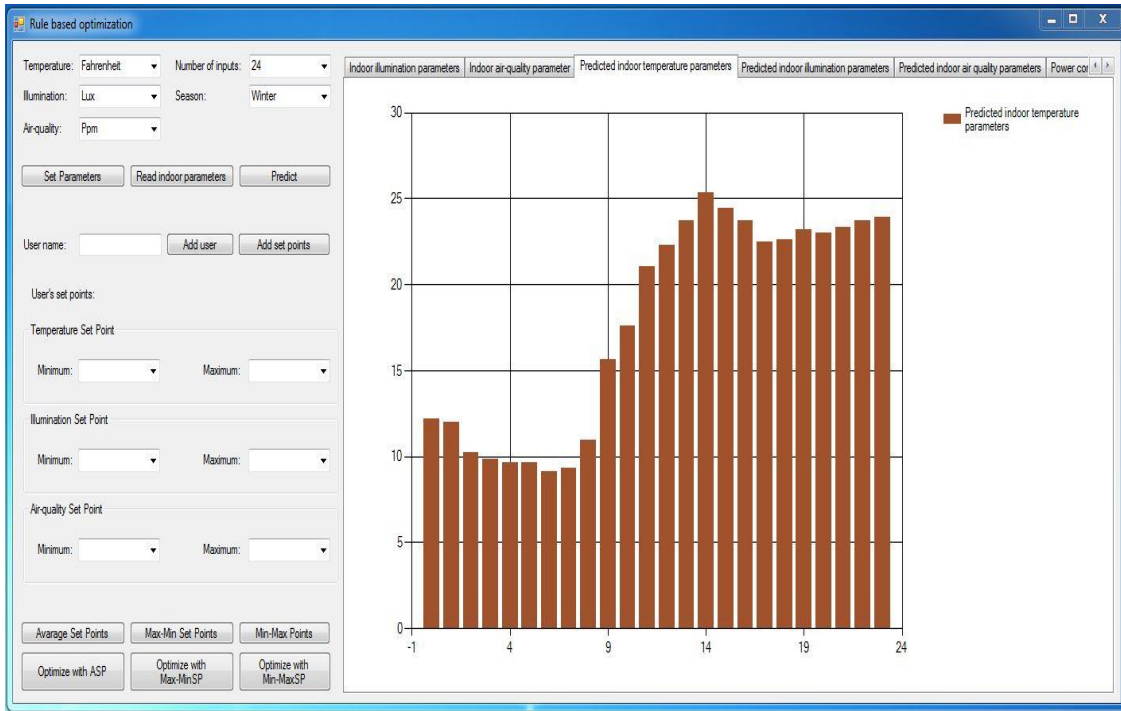 Rule based optimization
Temperature: Fahrenheit Number of inputs: 24
Illumination: Lux Season: Winter
Air-quality: Ppm
Set Parameters Read indoor parameters Predict
User name: Add user Add set points
User's set points:
Temperature Set Point
Minimum: Maximum:
Illumination Set Point
Minimum: Maximum:
Air-quality Set Point
Minimum: Maximum:
Avarage Set Points Max-Min Set Points Min-Max Points
Optimize with ASP
Optimize with
Max-MinSP
Optimize with
Min-MaxSP
Indoor illumination parameters Indoor air-quality parameter Predicted indoor temperature parameters Predicted indoor illumination parameters Predicted indoor air quality parameters Power cor
30
25
20
15
10
5
0
-1 4 9 14 19 24
Predicted indoor temperature
parameters